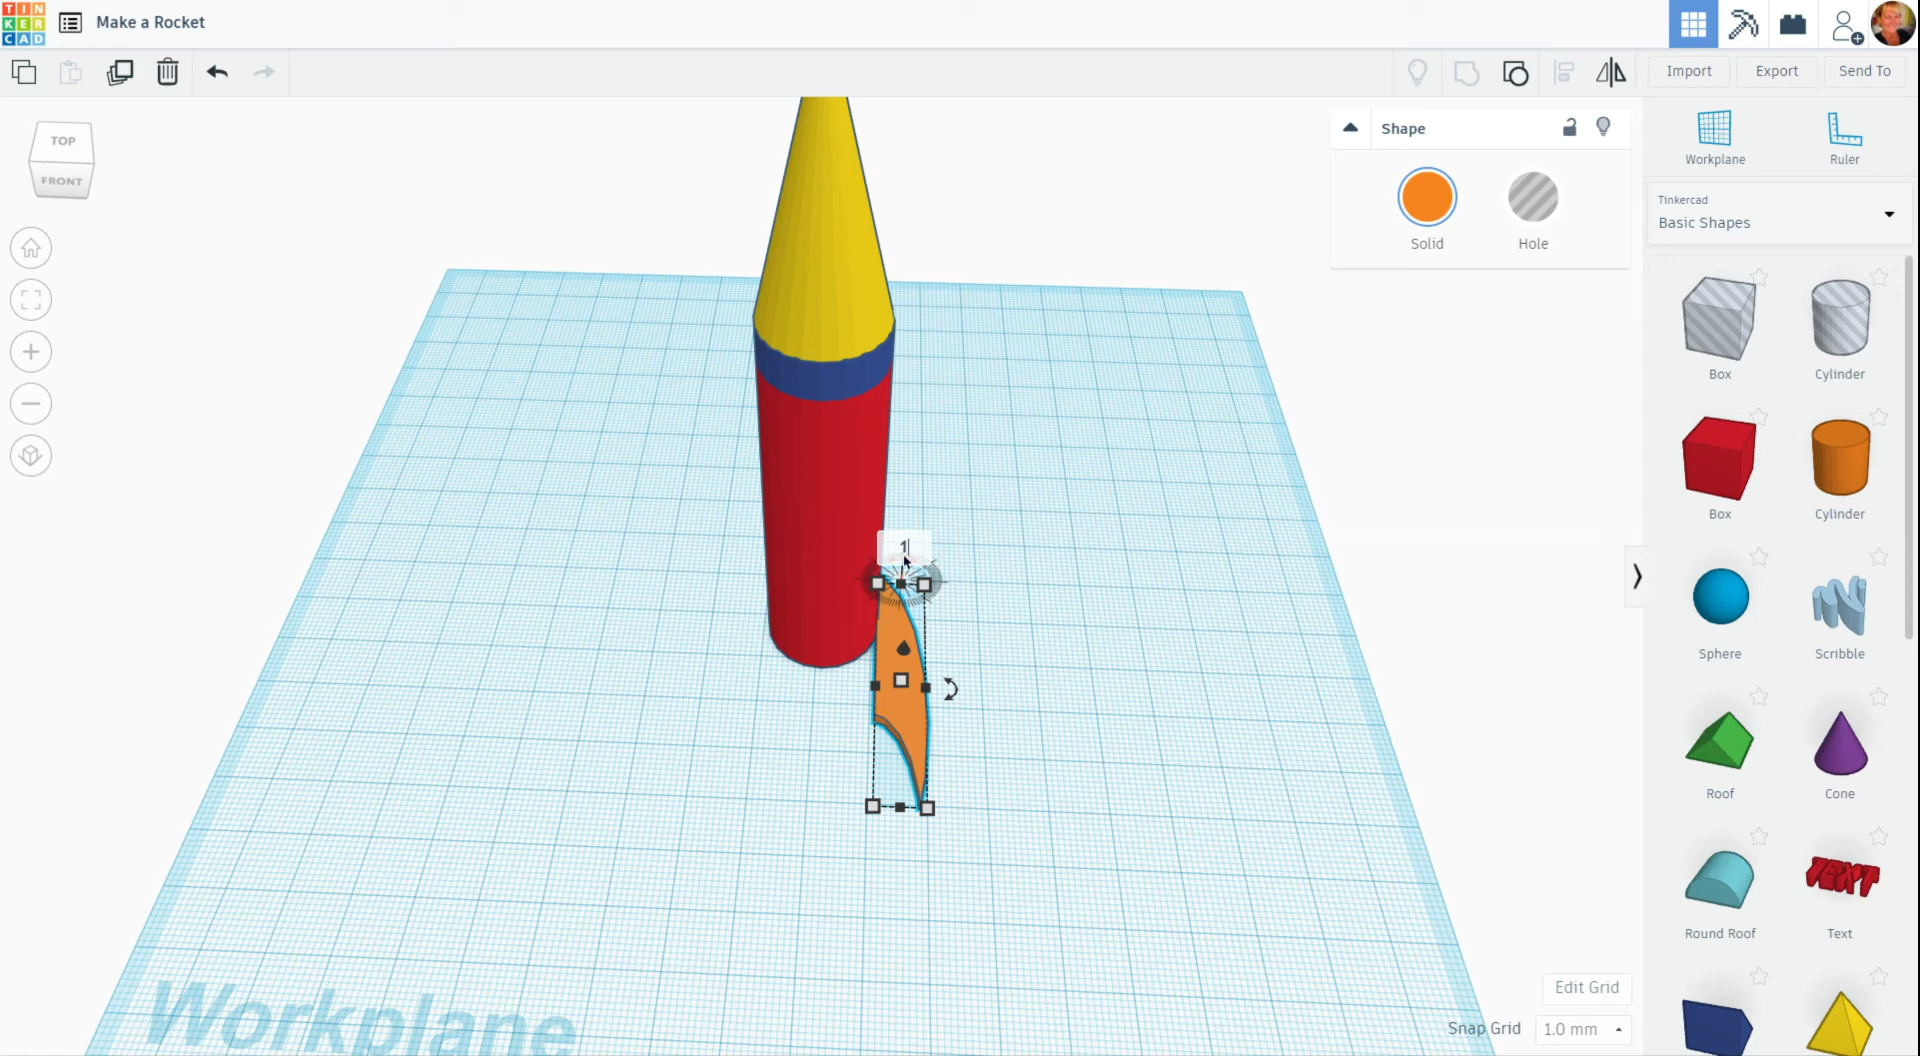 TIN
KER
CAD
Make a Rocket
Import
Export
Send To
TOP
FRONT
Shape
Solid
Hole
Workplane
Ruler
Tinkercad
Basic Shapes
Box
Cylinder
Box
Cylinder
1
Sphere
Scribble
Roof
Cone
Round Roof
TEXT
Text
Workplane
Edit Grid
Snap Grid
1.0 mm